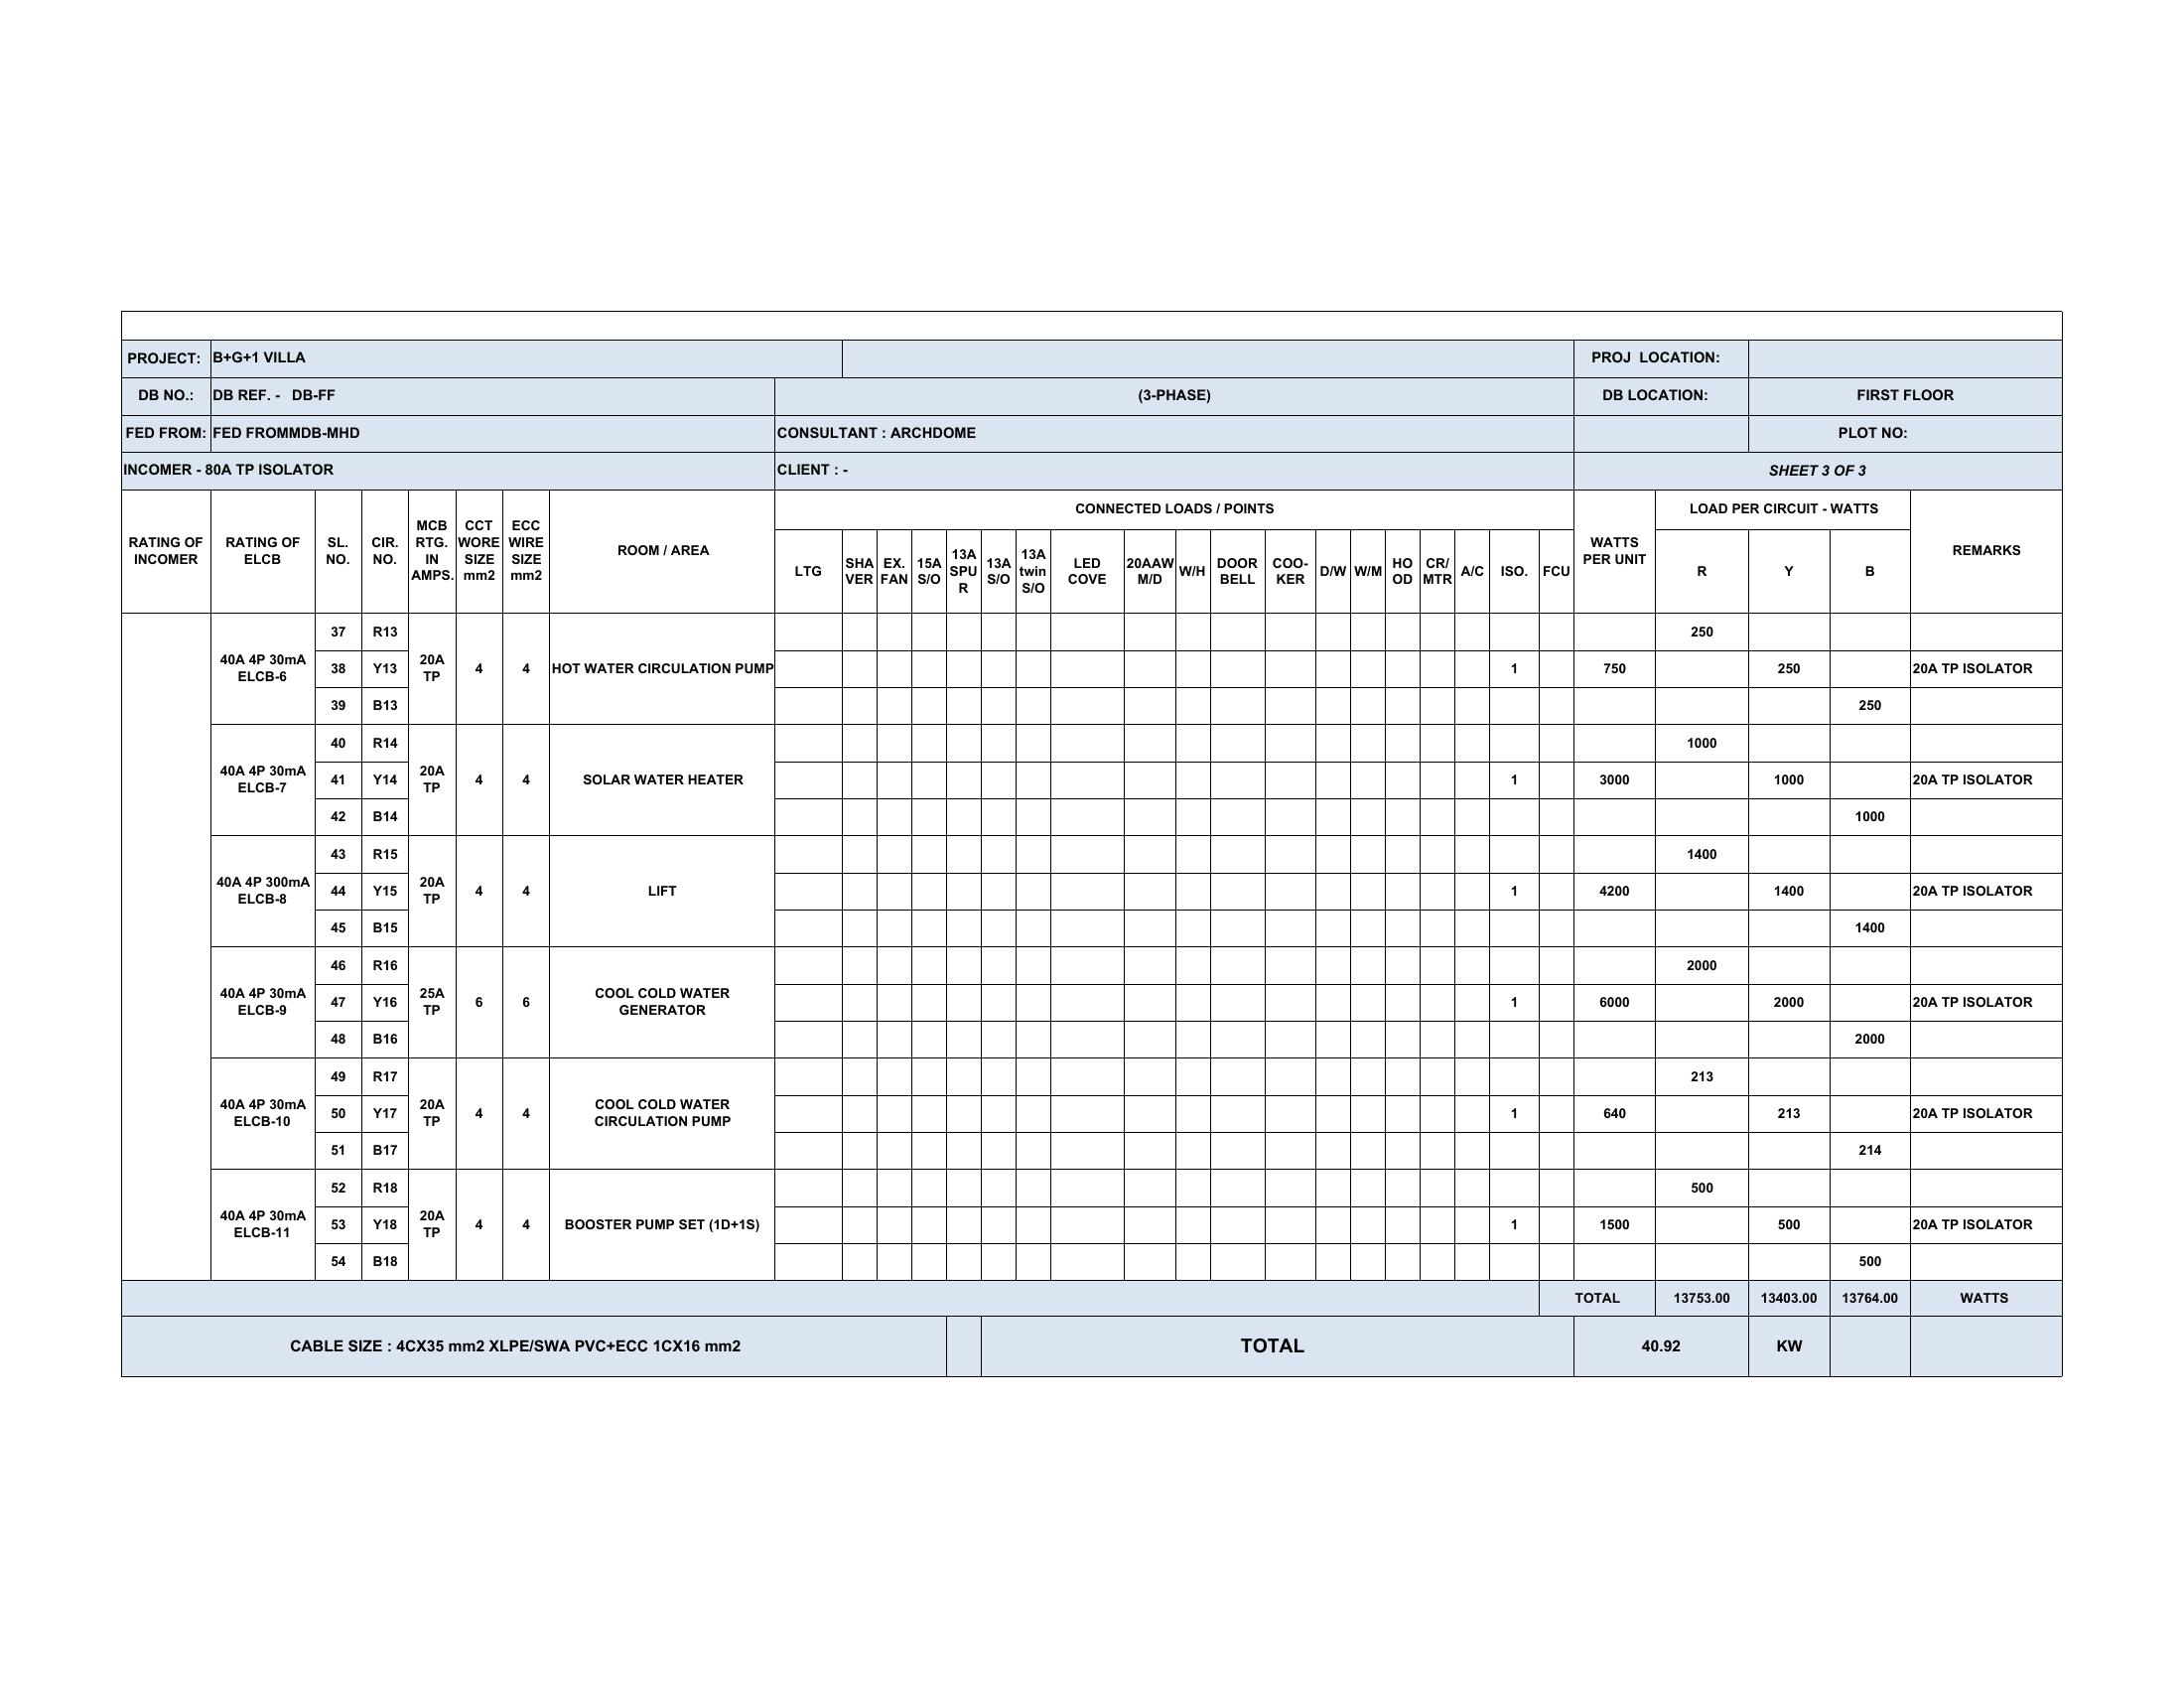 PROJECT: B+G+1 VILLA PROJ LOCATION:
DB NO.: DB REF. - DB-FF (3-PHASE) DB LOCATION: FIRST FLOOR
FED FROM: FED FROMMDB-MHD CONSULTANT : ARCHDOME PLOT NO:
INCOMER - 80A TP ISOLATOR CLIENT : - SHEET 3 OF 3
RATING OF
INCOMER
RATING OF
ELCB
SL.
NO.
CIR.
NO.
MCB
RTG.
IN
AMPS.
CCT
WORE
SIZE
mm2
ECC
WIRE
SIZE
mm2
ROOM / AREA
CONNECTED LOADS / POINTS
LTG
SHA
VER
EX.
FAN
15A
S/O
13A
SPU
R
13A
S/O
13A
twin
S/O
LED
COVE
20AAW
M/D
W/H
DOOR
BELL
COO-
KER
D/W
W/M
HO
OD
CR/
MTR
A/C
ISO.
FCU
WATTS
PER UNIT
LOAD PER CIRCUIT - WATTS
R Y B
REMARKS
40A 4P 30mA
ELCB-6
20A
TP
4 4 HOT WATER CIRCULATION PUMP
37 R13 250
38 Y13 1 750 250 20A TP ISOLATOR
39 B13 250
40A 4P 30mA
ELCB-7
20A
TP
4 4 SOLAR WATER HEATER
40 R14 1000
41 Y14 1 3000 1000 20A TP ISOLATOR
42 B14 1000
40A 4P 300mA
ELCB-8
20A
TP
4 4 LIFT
43 R15 1400
44 Y15 1 4200 1400 20A TP ISOLATOR
45 B15 1400
40A 4P 30mA
ELCB-9
25A
TP
6 6 COOL COLD WATER
GENERATOR
46 R16 2000
47 Y16 1 6000 2000 20A TP ISOLATOR
48 B16 2000
40A 4P 30mA
ELCB-10
20A
TP
4 4 COOL COLD WATER
CIRCULATION PUMP
49 R17 213
50 Y17 1 640 213 20A TP ISOLATOR
51 B17 214
40A 4P 30mA
ELCB-11
20A
TP
4 4 BOOSTER PUMP SET (1D+1S)
52 R18 500
53 Y18 1 1500 500 20A TP ISOLATOR
54 B18 500
TOTAL 13753.00 13403.00 13764.00 WATTS
CABLE SIZE : 4CX35 mm2 XLPE/SWA PVC+ECC 1CX16 mm2 TOTAL 40.92 KW